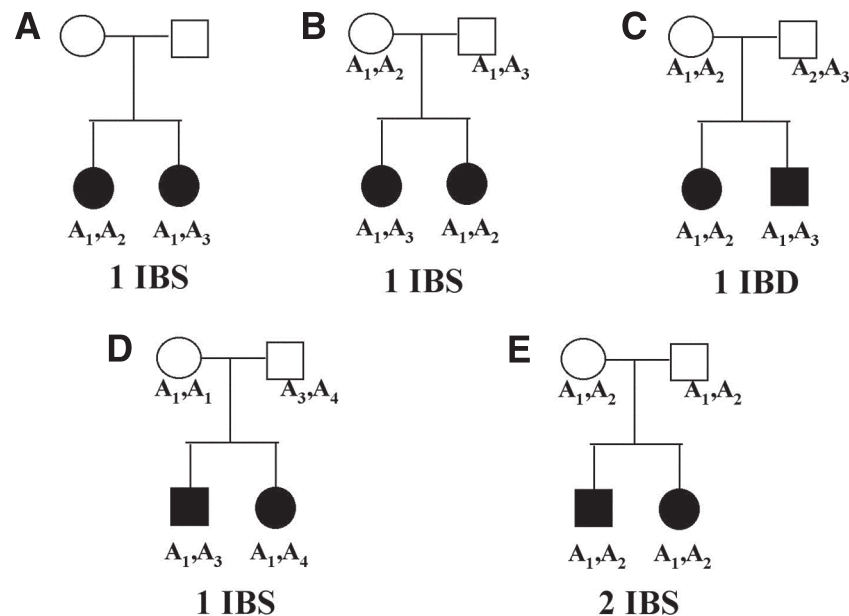 A
B
C
A₁,A₂ A₁,A₃
A₁,A₂ A₂,A₃
A₁,A₂ A₁,A₃
A₁,A₃ A₁,A₂
A₁,A₂ A₁,A₃
1 IBS
1 IBS
1 IBD
D
E
A₁,A₁ A₃,A₄
A₁,A₂ A₁,A₂
A₁,A₃ A₁,A₄
A₁,A₂ A₁,A₂
1 IBS
2 IBS